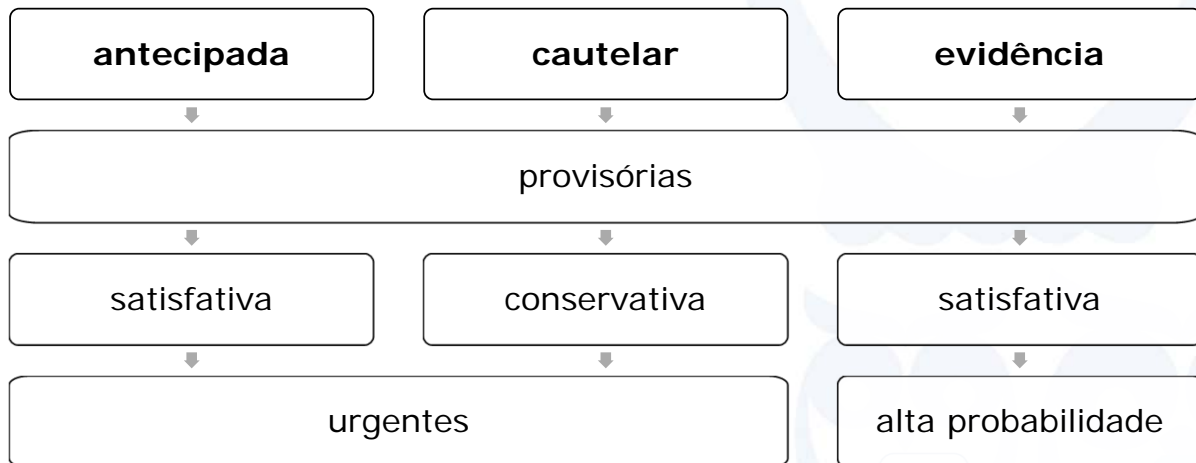 antecipada
cautelar
evidência
provisórias
satisfativa
conservativa
satisfativa
urgentes
alta probabilidade